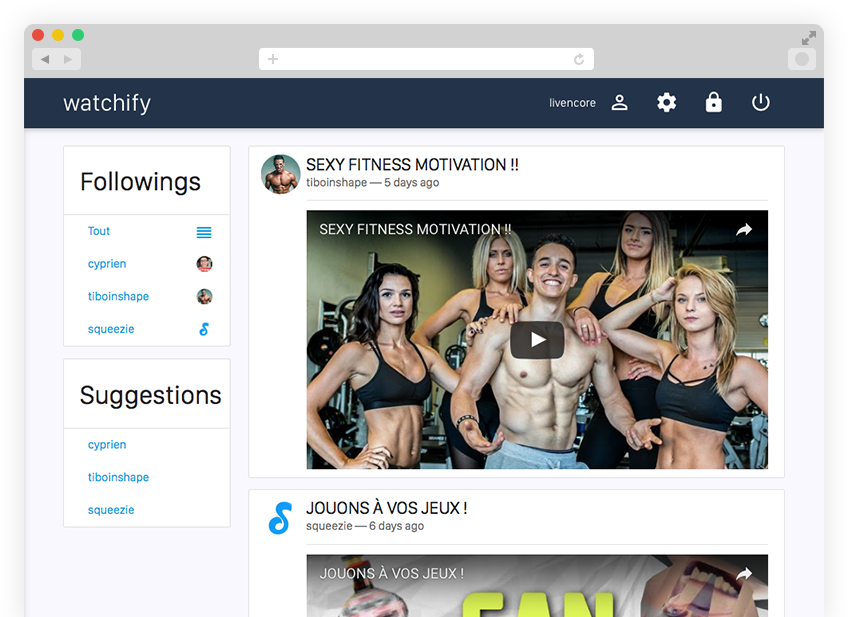 watchify
livencore
Followings
Tout
cyprien
tiboinshape
squeezie
Suggestions
cyprien
tiboinshape
squeezie
SEXY FITNESS MOTIVATION !!
tiboinshape — 5 days ago
SEXY FITNESS MOTIVATION !!
JOUONS À VOS JEUX !
squeezie — 6 days ago
JOUONS À VOS JEUX !